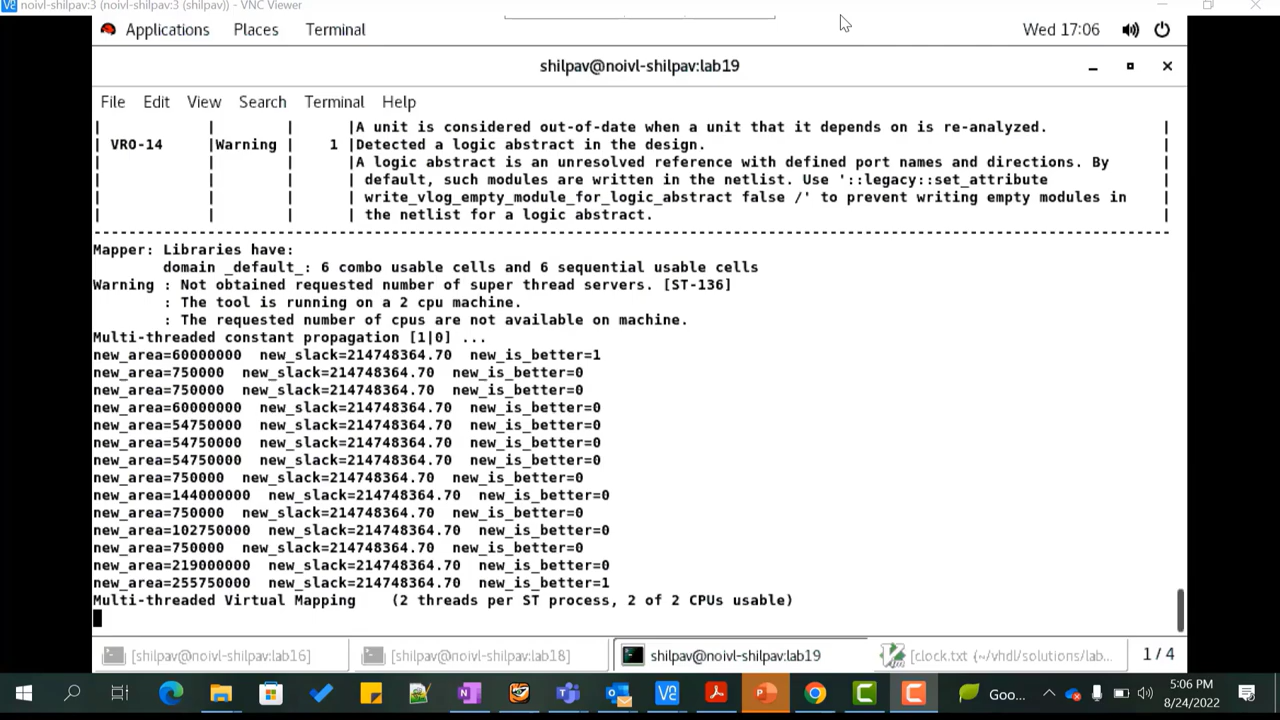 noivl-shilpav:3 (noivl-shilpav:3 (shilpav)) - VNC Viewer
Applications Places Terminal Wed 17:06
shilpav@noivl-shilpav:lab19
File Edit View Search Terminal Help
| | | |A unit is considered out-of-date when a unit that it depends on is re-analyzed. |
| VRO-14 |Warning | 1 |Detected a logic abstract in the design. |
| | | |A logic abstract is an unresolved reference with defined port names and directions. By |
| | | | default, such modules are written in the netlist. Use '::legacy::set_attribute |
| | | | write_vlog_empty_module_for_logic_abstract false /' to prevent writing empty modules in |
| | | | the netlist for a logic abstract. |
---------------------------------------------------------------------------------------------------------------------------
Mapper: Libraries have:
domain _default_: 6 combo usable cells and 6 sequential usable cells
Warning : Not obtained requested number of super thread servers. [ST-136]
: The tool is running on a 2 cpu machine.
: The requested number of cpus are not available on machine.
Multi-threaded constant propagation [1|0] ...
new_area=60000000 new_slack=214748364.70 new_is_better=1
new_area=750000 new_slack=214748364.70 new_is_better=0
new_area=750000 new_slack=214748364.70 new_is_better=0
new_area=60000000 new_slack=214748364.70 new_is_better=0
new_area=54750000 new_slack=214748364.70 new_is_better=0
new_area=54750000 new_slack=214748364.70 new_is_better=0
new_area=54750000 new_slack=214748364.70 new_is_better=0
new_area=750000 new_slack=214748364.70 new_is_better=0
new_area=144000000 new_slack=214748364.70 new_is_better=0
new_area=750000 new_slack=214748364.70 new_is_better=0
new_area=102750000 new_slack=214748364.70 new_is_better=0
new_area=750000 new_slack=214748364.70 new_is_better=0
new_area=219000000 new_slack=214748364.70 new_is_better=0
new_area=255750000 new_slack=214748364.70 new_is_better=1
Multi-threaded Virtual Mapping (2 threads per ST process, 2 of 2 CPUs usable)
[shilpav@noivl-shilpav:lab16] [shilpav@noivl-shilpav:lab18] shilpav@noivl-shilpav:lab19 [clock.txt (~/vhdl/solutions/lab... 1 / 4
Goo... 5:06 PM
8/24/2022